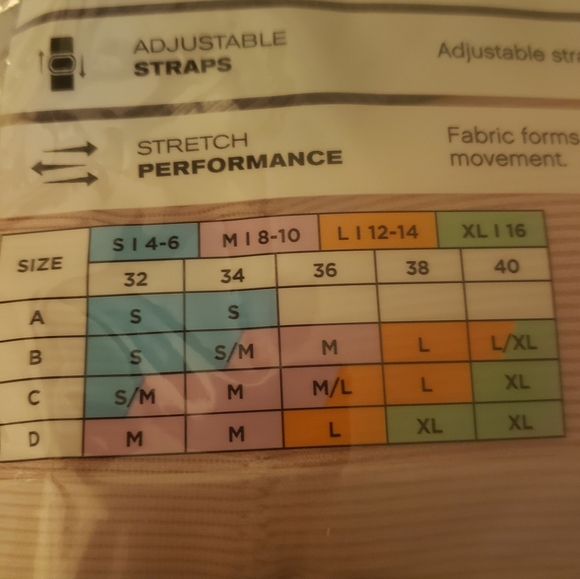 ADJUSTABLE
STRAPS
Adjustable stra
STRETCH
PERFORMANCE
Fabric forms
movement.
SIZE S | 4-6 M | 8-10 L | 12-14 XL | 16
32 34 36 38 40
A S S
B S S/M M L L/XL
C S/M M M/L L XL
D M M L XL XL